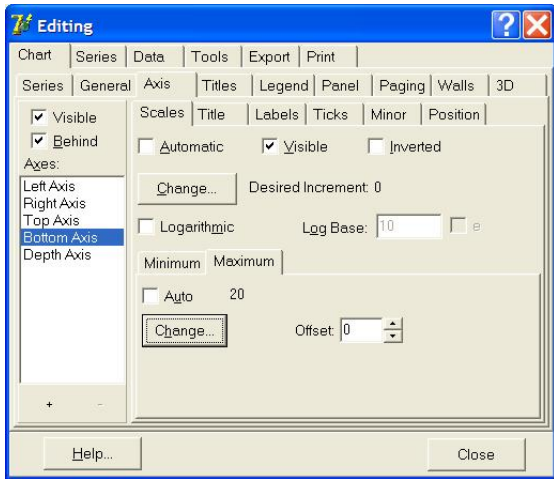 Editing
Chart Series Data Tools Export Print
Series General Axis Titles Legend Panel Paging Walls 3D
Visible
Behind
Axes:
Left Axis
Right Axis
Top Axis
Bottom Axis
Depth Axis
+ -
Scales Title Labels Ticks Minor Position
Automatic Visible Inverted
Change... Desired Increment: 0
Logarithmic Log Base: 10 e
Minimum Maximum
Auto 20
Change... Offset: 0
Help... Close